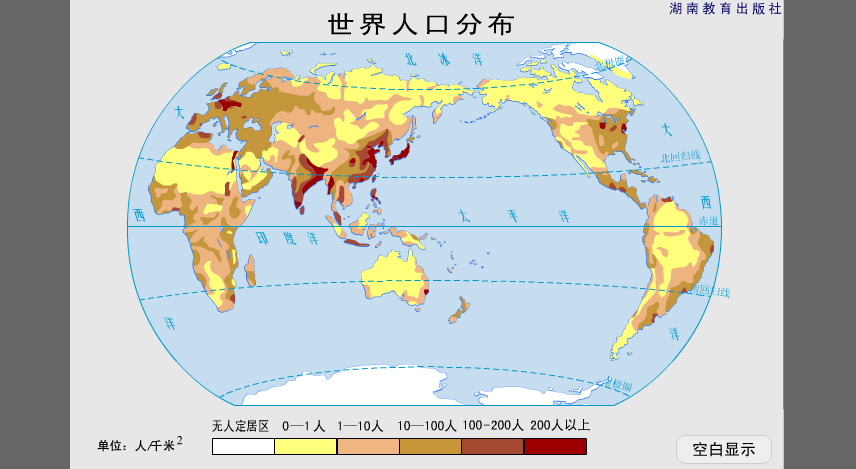 湖南教育出版社
世界人口分布
北冰洋
北极圈
大
大
北回归线
西
西
太平洋
赤道
印度洋
南回归线
洋
洋
南极圈
无人定居区 0—1人 1—10人 10—100人 100-200人 200人以上
单位：人/千米2
空白显示